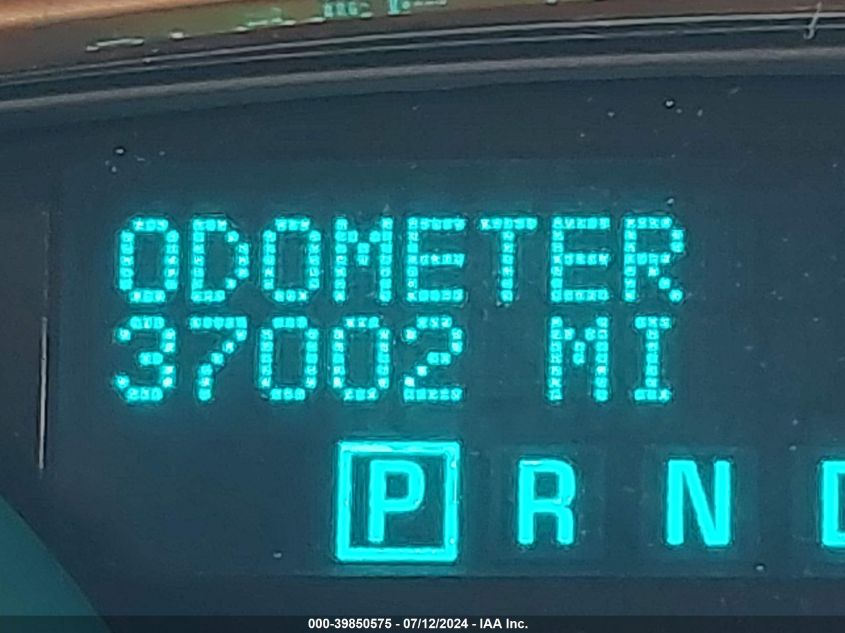 ODOMETER
37002 MI
P R N
000-39850575 - 07/12/2024 - IAA Inc.